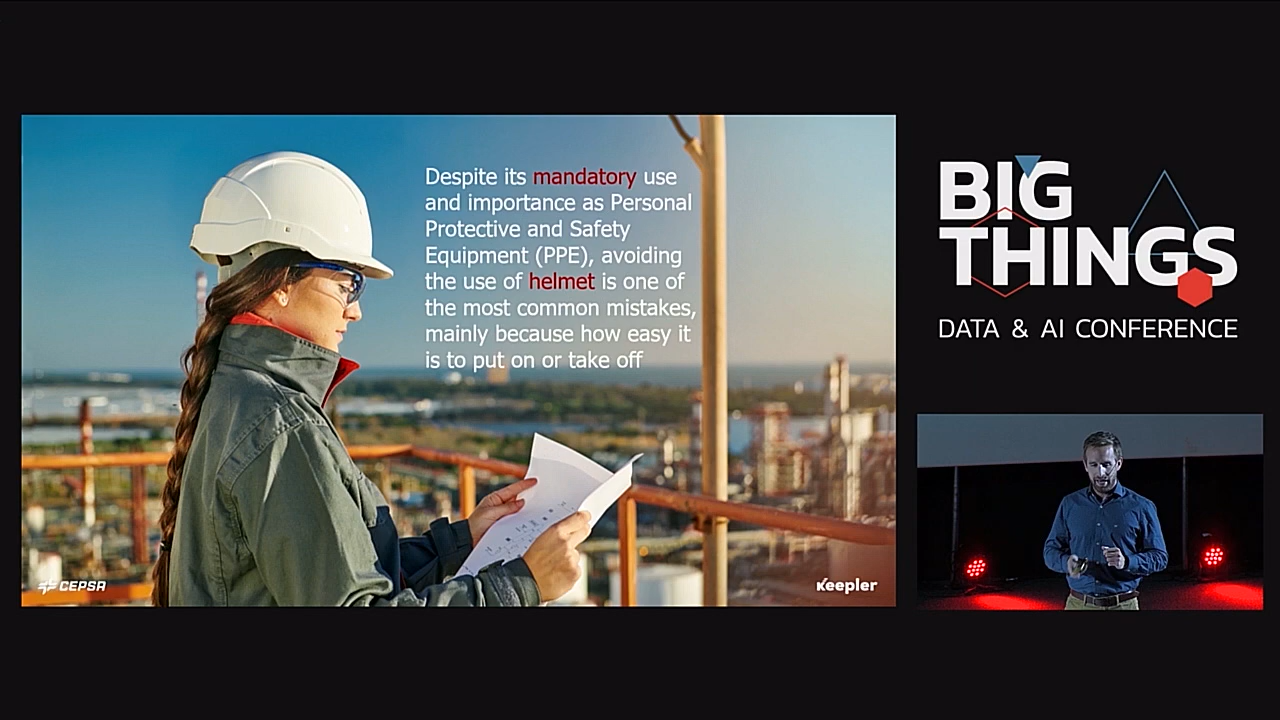 Despite its mandatory use
and importance as Personal
Protective and Safety
Equipment (PPE), avoiding
the use of helmet is one of
the most common mistakes,
mainly because how easy it
is to put on or take off
CEPSA
Keepler
BIG
THINGS
DATA & AI CONFERENCE